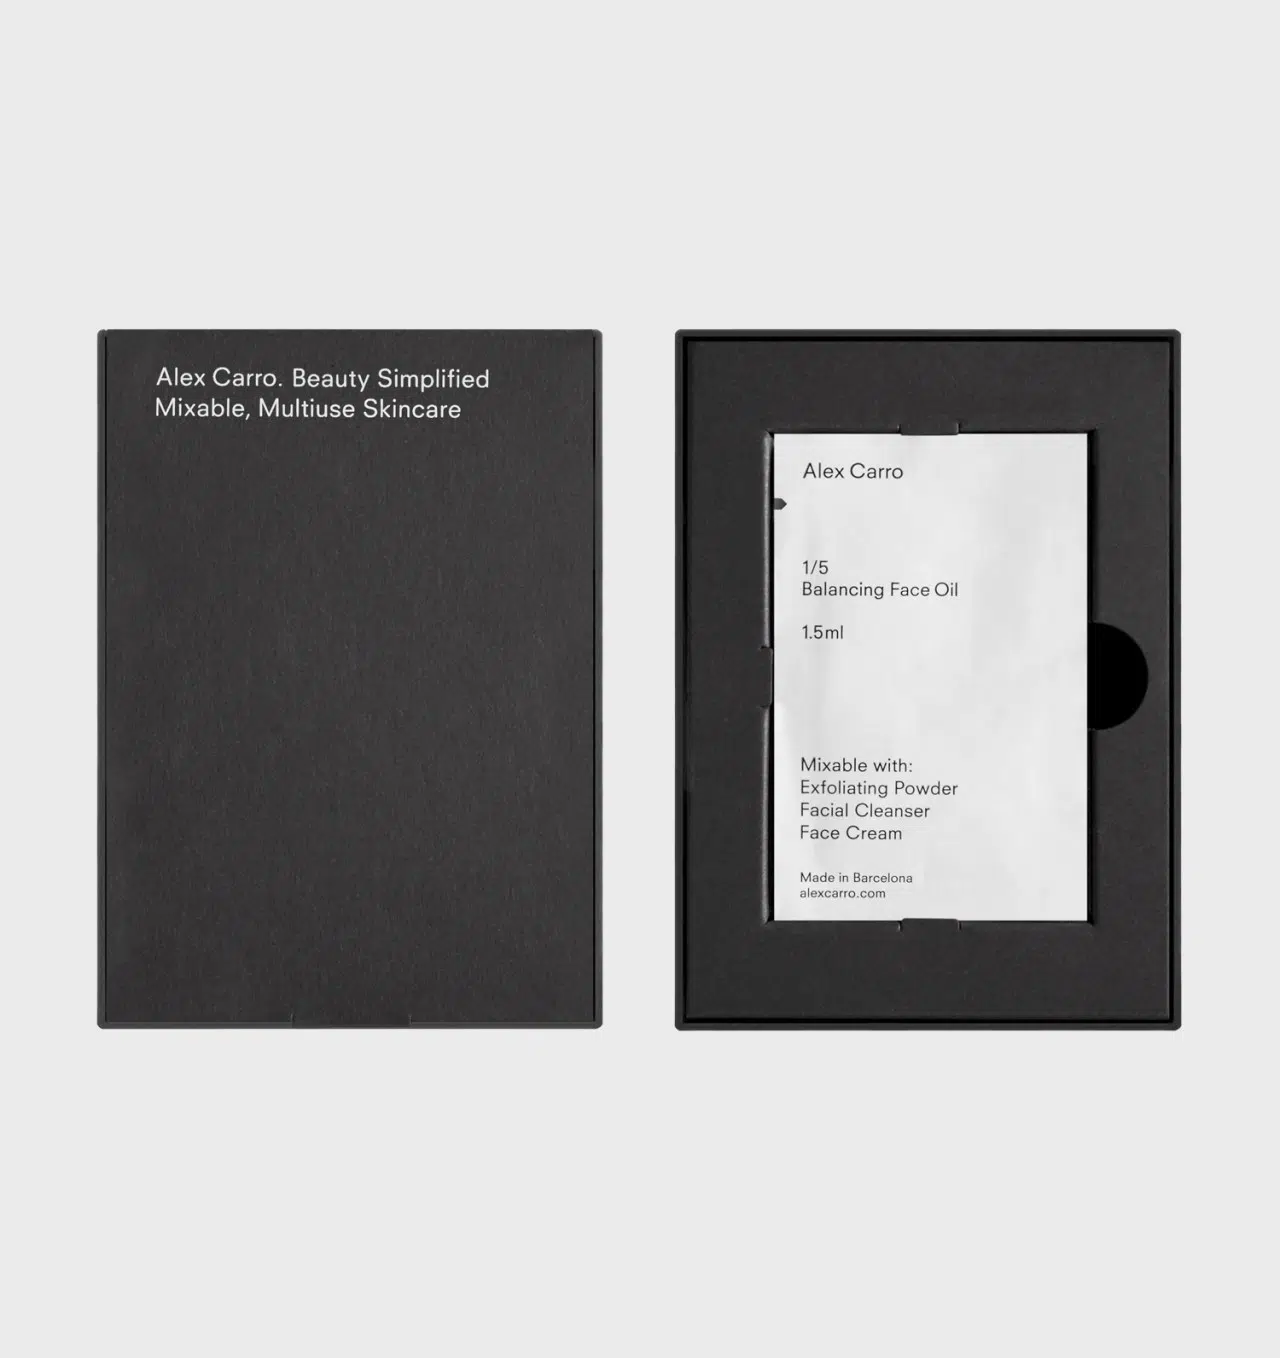 Alex Carro. Beauty Simplified
Mixable, Multiuse Skincare
Alex Carro
1/5
Balancing Face Oil
1.5ml
Mixable with:
Exfoliating Powder
Facial Cleanser
Face Cream
Made in Barcelona
alexcarro.com